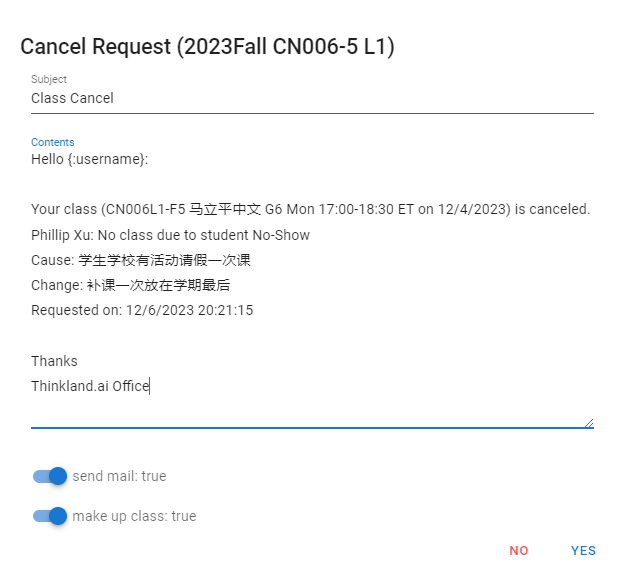 Cancel Request (2023Fall CN006-5 L1)
Subject
Class Cancel
Contents
Hello {:username}:
Your class (CN006L1-F5 马立平中文 G6 Mon 17:00-18:30 ET on 12/4/2023) is canceled.
Phillip Xu: No class due to student No-Show
Cause: 学生学校有活动请假一次课
Change: 补课一次放在学期最后
Requested on: 12/6/2023 20:21:15
Thanks
Thinkland.ai Office
send mail: true
make up class: true
NO YES